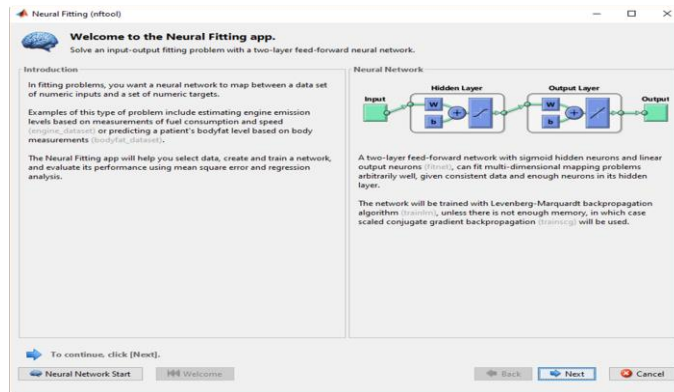 Neural Fitting (nftool)
Welcome to the Neural Fitting app.
Solve an input-output fitting problem with a two-layer feed-forward neural network.
Introduction
In fitting problems, you want a neural network to map between a data set
of numeric inputs and a set of numeric targets.
Examples of this type of problem include estimating engine emission
levels based on measurements of fuel consumption and speed
(engine_dataset) or predicting a patient's bodyfat level based on body
measurements (bodyfat_dataset).
The Neural Fitting app will help you select data, create and train a network,
and evaluate its performance using mean square error and regression
analysis.
Neural Network
Hidden Layer Output Layer
Input Output
W W
b b
A two-layer feed-forward network with sigmoid hidden neurons and linear
output neurons (fitnet), can fit multi-dimensional mapping problems
arbitrarily well, given consistent data and enough neurons in its hidden
layer.
The network will be trained with Levenberg-Marquardt backpropagation
algorithm (trainlm), unless there is not enough memory, in which case
scaled conjugate gradient backpropagation (trainscg) will be used.
To continue, click [Next].
Neural Network Start Welcome Back Next Cancel